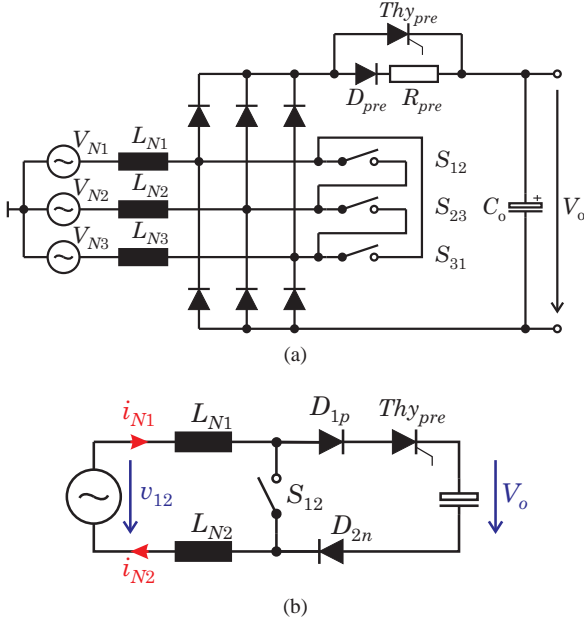 Thy_pre
D_pre R_pre
V_N1 L_N1
S_12
V_N2 L_N2
S_23
C_o + V_o
V_N3 L_N3
S_31
(a)
i_N1 L_N1 D_1p Thy_pre
v_12 S_12 V_o
L_N2 D_2n
i_N2
(b)